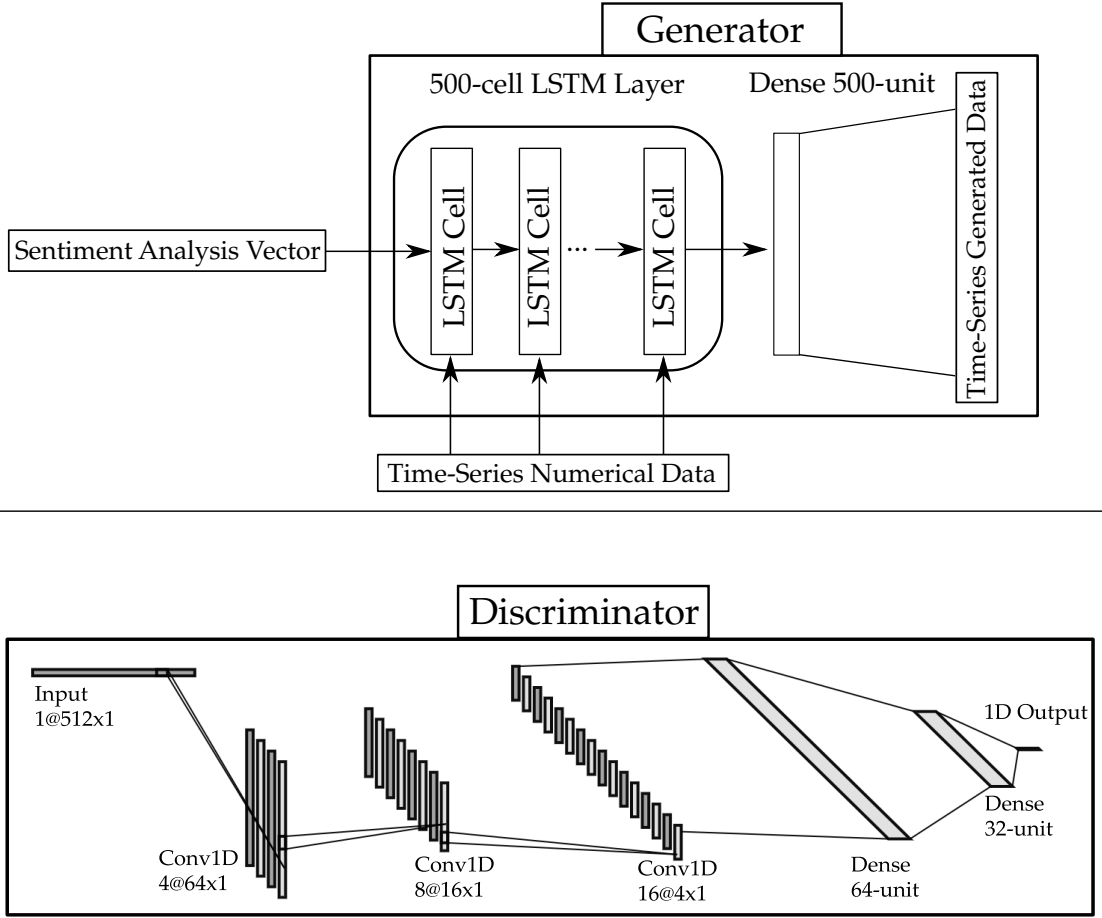 Generator
500-cell LSTM Layer
Dense 500-unit
LSTM Cell
LSTM Cell
...
LSTM Cell
Time-Series Generated Data
Sentiment Analysis Vector
Time-Series Numerical Data
Discriminator
Input
1@512x1
Conv1D
4@64x1
Conv1D
8@16x1
Conv1D
16@4x1
Dense
64-unit
Dense
32-unit
1D Output